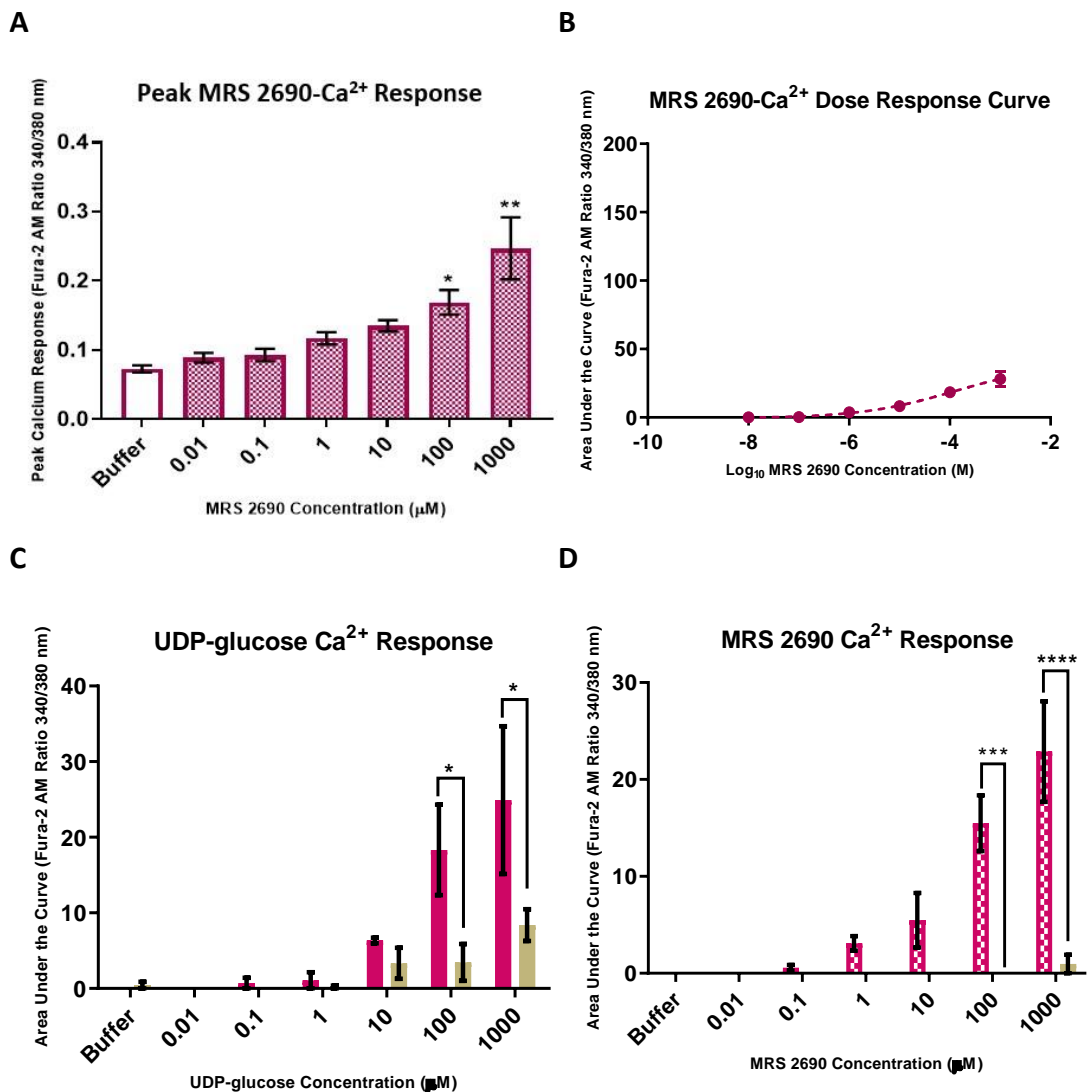 A
Peak MRS 2690-Ca²⁺ Response
Peak Calcium Response (Fura-2 AM Ratio 340/380 nm)
0.4
0.3
0.2
0.1
0.0
*
**
Buffer
0.01
0.1
1
10
100
1000
MRS 2690 Concentration (μM)
B
MRS 2690-Ca²⁺ Dose Response Curve
Area Under the Curve (Fura-2 AM Ratio 340/380 nm)
200
150
100
50
0
-10
-8
-6
-4
-2
Log₁₀ MRS 2690 Concentration (M)
C
UDP-glucose Ca²⁺ Response
Area Under the Curve (Fura-2 AM Ratio 340/380 nm)
40
30
20
10
0
*
*
Buffer
0.01
0.1
1
10
100
1000
UDP-glucose Concentration (μM)
D
MRS 2690 Ca²⁺ Response
Area Under the Curve (Fura-2 AM Ratio 340/380 nm)
30
20
10
0
***
****
Buffer
0.01
0.1
1
10
100
1000
MRS 2690 Concentration (μM)